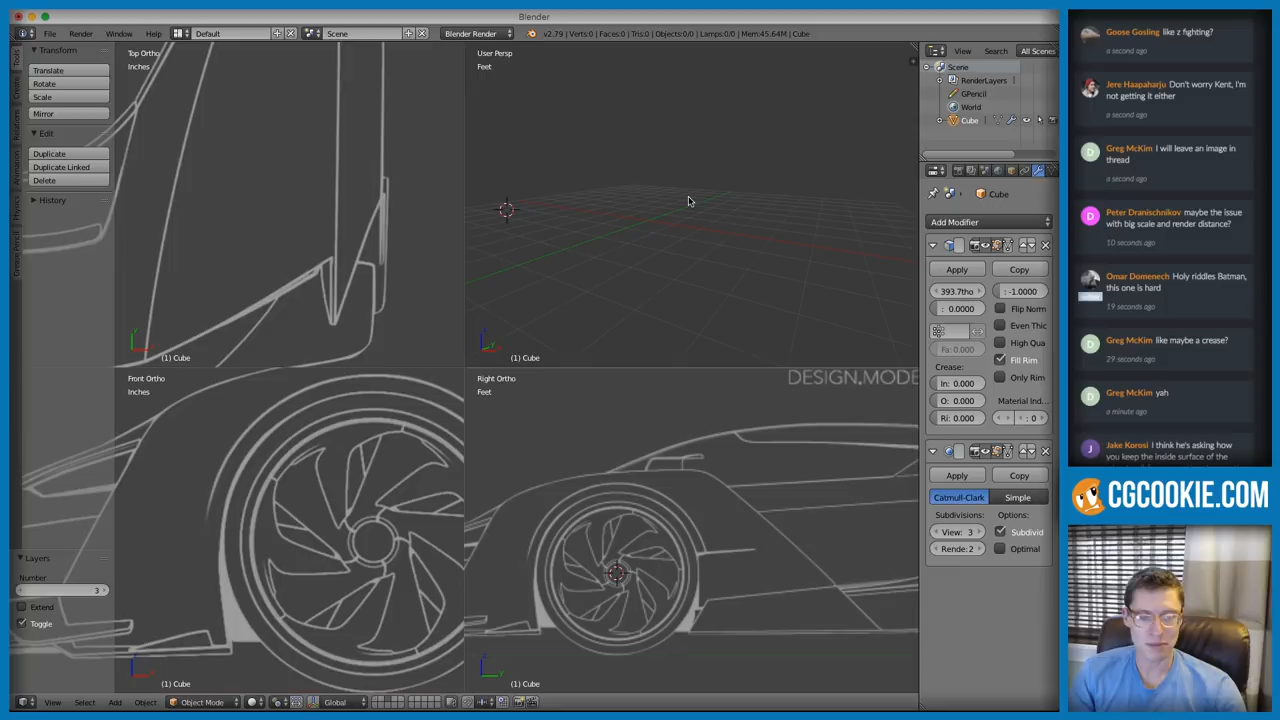 Blender
File
Render
Window
Help
Default
Scene
Blender Render
v2.79 | Verts:0 | Faces:0 | Tris:0 | Objects:0/0 | Lamps:0/0 | Mem:45.64M | Cube
Transform
Translate
Rotate
Scale
Mirror
Edit
Duplicate
Duplicate Linked
Delete
History
Tools
Create
Relations
Animation
Physics
Grease Pencil
Layers
Number
3
Extend
Toggle
Top Ortho
Inches
(1) Cube
User Persp
Feet
(1) Cube
Front Ortho
Inches
(1) Cube
Right Ortho
Feet
DESIGN.MODE
(1) Cube
View
Select
Add
Object
Object Mode
Global
View
Search
All Scenes
Scene
RenderLayers
GPencil
World
Cube
Cube
Add Modifier
Apply
Copy
393.7tho
: -1.0000
: 0.0000
Flip Norm
Even Thic
High Qua
Fa: 0.000
Fill Rim
Crease:
Only Rim
In: 0.000
O: 0.000
Material Ind
Ri: 0.000
: 0
Apply
Copy
Catmull-Clark
Simple
Subdivisions:
Options:
View: 3
Subdivid
Rende:2
Optimal
Goose Gosling like z fighting?
a second ago
Jere Haapaharju Don't worry Kent, I'm
not getting it either
a second ago
Greg McKim I will leave an image in
thread
a second ago
Peter Dranischnikov maybe the issue
with big scale and render distance?
10 seconds ago
Omar Domenech Holy riddles Batman,
this one is hard
19 seconds ago
Greg McKim like maybe a crease?
29 seconds ago
Greg McKim yah
a minute ago
Jake Korosi I think he's asking how
you keep the inside surface of the
CGCOOKIE.COM